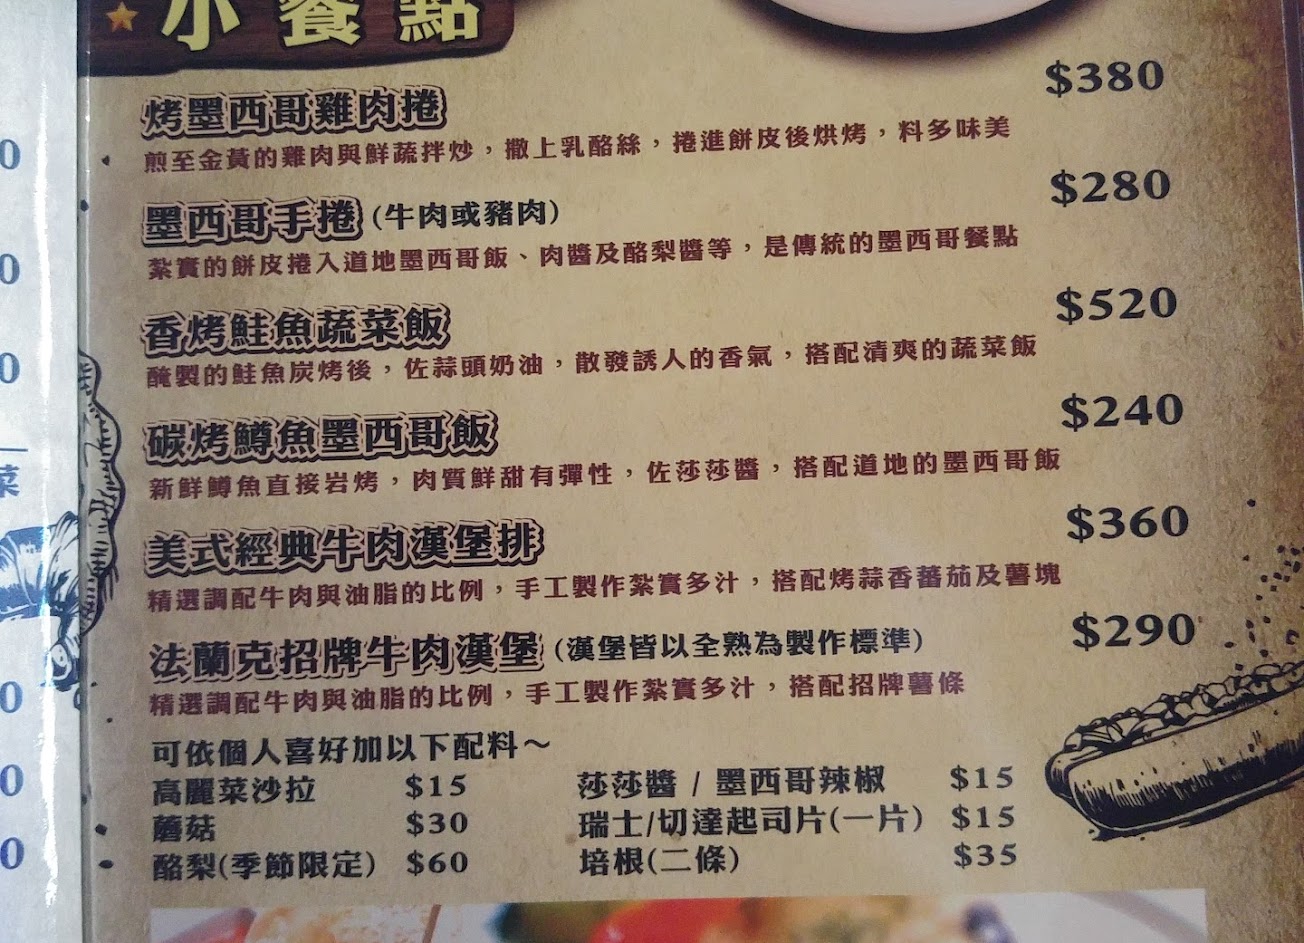 小餐點
烤墨西哥雞肉捲 $380
煎至金黃的雞肉與鮮蔬拌炒，撒上乳酪絲，捲進餅皮後烘烤，料多味美
墨西哥手捲(牛肉或豬肉) $280
紮實的餅皮捲入道地墨西哥飯、肉醬及酪梨醬等，是傳統的墨西哥餐點
香烤鮭魚蔬菜飯 $520
醃製的鮭魚炭烤後，佐蒜頭奶油，散發誘人的香氣，搭配清爽的蔬菜飯
碳烤鱒魚墨西哥飯 $240
新鮮鱒魚直接岩烤，肉質鮮甜有彈性，佐莎莎醬，搭配道地的墨西哥飯
美式經典牛肉漢堡排 $360
精選調配牛肉與油脂的比例，手工製作紮實多汁，搭配烤蒜香蕃茄及薯塊
法蘭克招牌牛肉漢堡(漢堡皆以全熟為製作標準) $290
精選調配牛肉與油脂的比例，手工製作紮實多汁，搭配招牌薯條
可依個人喜好加以下配料～
高麗菜沙拉 $15 莎莎醬 / 墨西哥辣椒 $15
蘑菇 $30 瑞士/切達起司片(一片) $15
酪梨(季節限定) $60 培根(二條) $35
0
0
0
菜
0
0
0